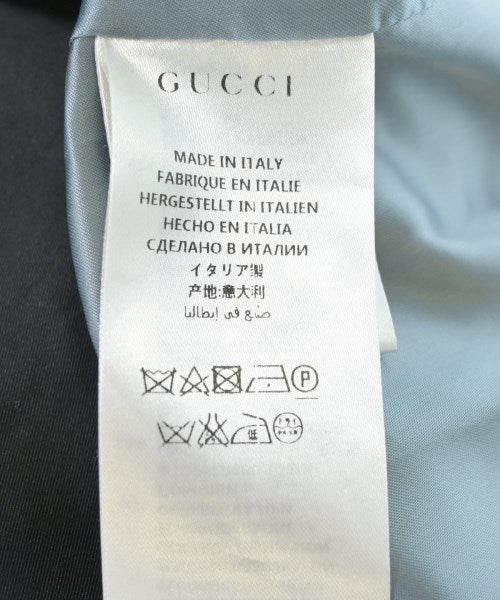 GUCCI
MADE IN ITALY
FABRIQUE EN ITALIE
HERGESTELLT IN ITALIEN
HECHO EN ITALIA
СДЕЛАНО В ИТАЛИИ
イタリア製
产地:意大利
صنع في إيطاليا
P
低